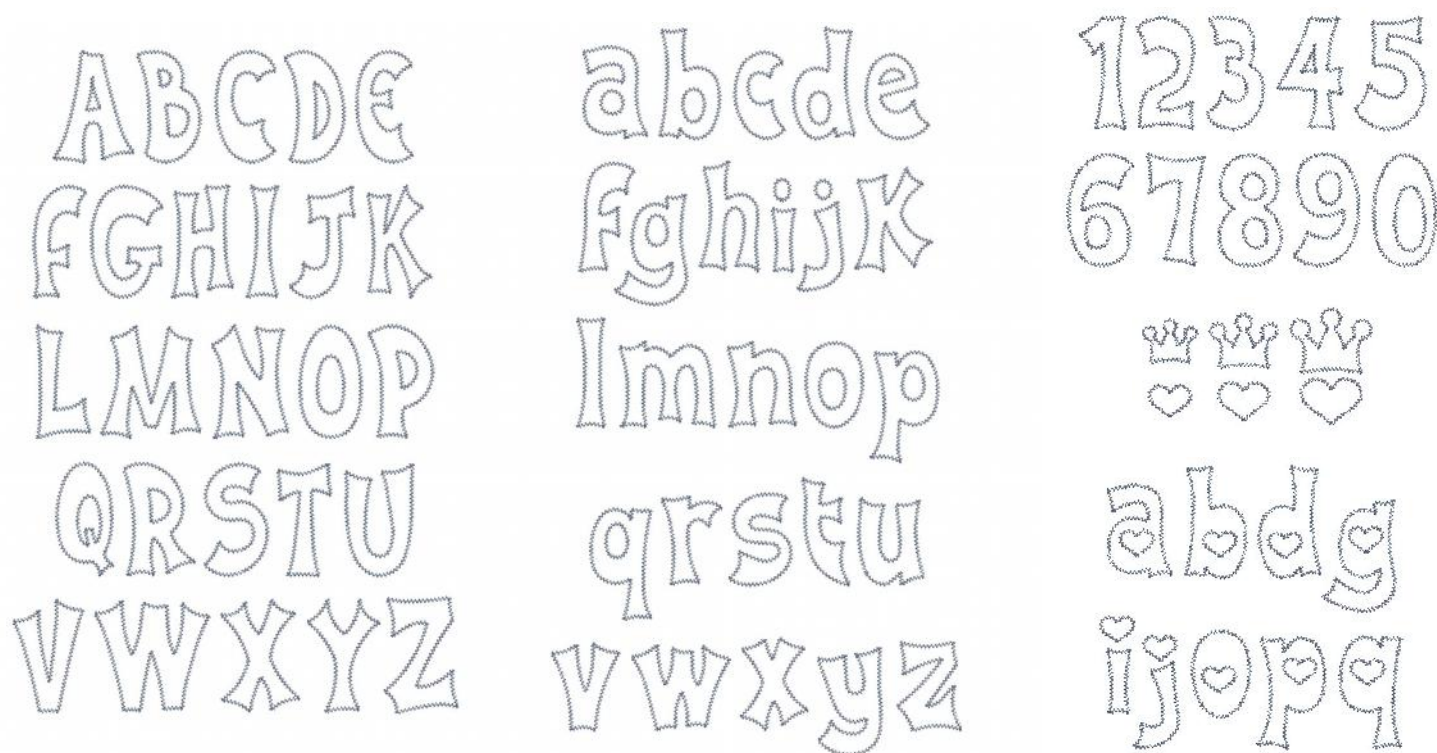 ABCDE
FGHIJK
LMNOP
QRSTU
VWXYZ
abcde
fghijk
lmnop
qrstu
vwxyz
12345
67890
abdg
ijopq